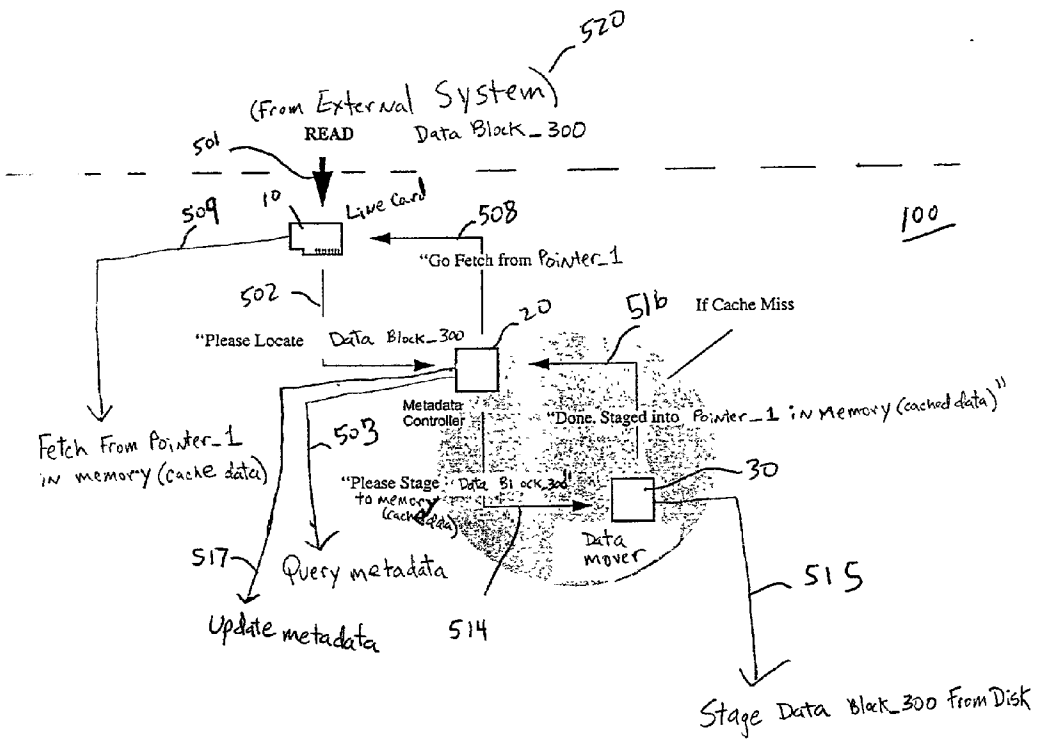 520
(From External System)
READ Data Block_300
501
509
10
Line Card
508
100
"Go Fetch from Pointer_1
502
20
516
If Cache Miss
"Please Locate Data Block_300
Metadata
Controller
"Done. Staged into Pointer_1 in Memory (cached data)"
503
Fetch From Pointer_1
in memory (cache data)
30
"Please Stage Data Block_300"
to memory
(cached data)
Data
mover
517
Query metadata
515
Update metadata
514
Stage Data Block_300 From Disk